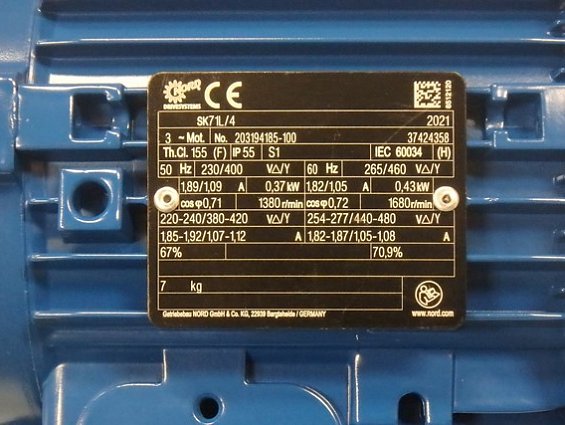 NORD
DRIVESYSTEMS
CE
6512120
SK71L/4 2021
3 ~ Mot. No. 203194185-100 37424358
Th.Cl. 155 (F) IP 55 S1 IEC 60034 (H)
50 Hz 230/400 V△/Y 60 Hz 265/460 V△/Y
1,89/1,09 A 0,37 kW 1,82/1,05 A 0,43 kW
cos φ 0,71 1380 r/min cos φ 0,72 1680 r/min
220-240/380-420 V△/Y 254-277/440-480 V△/Y
1,85-1,92/1,07-1,12 A 1,82-1,87/1,05-1,08 A
67% 70,9%
7 kg
Getriebebau NORD GmbH & Co. KG, 22939 Bargteheide / GERMANY www.nord.com